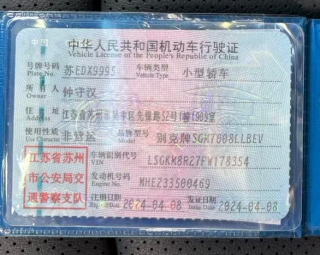 中华人民共和国机动车行驶证
Vehicle License of the People's Republic of China
号牌号码 苏EDX9995 车辆类型 小型轿车
Plate No. Vehicle Type
所有人 钟守汉
Owner
住址
Address
使用性质 非营运 品牌型号 别克牌SGM7008LLBEV
Use Character Model
江苏省苏州
市公安局交
通警察支队
车辆识别代号 LSGKM8R27FW178354
VIN
发动机号码 MHEZ33500469
Engine No.
注册日期 2024-04-08 发证日期 2024-04-08